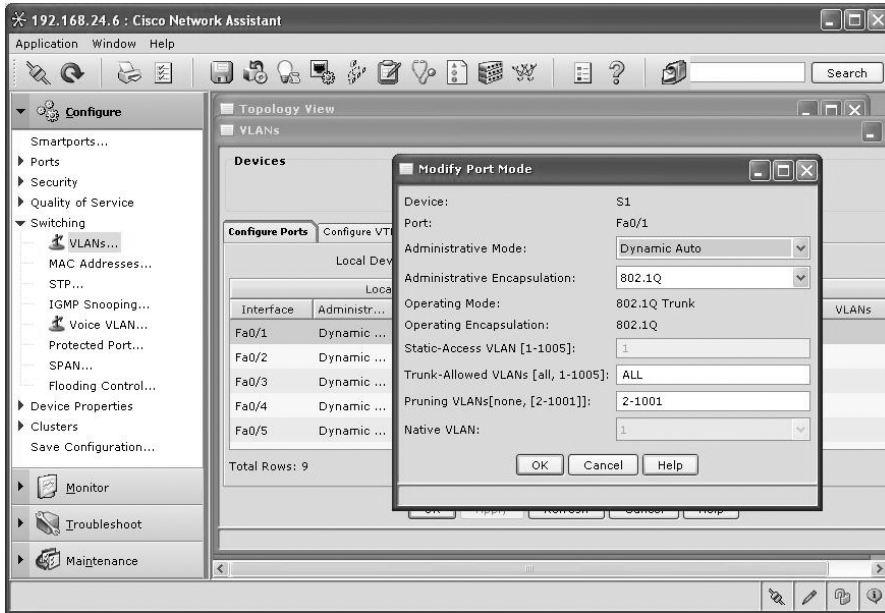 192.168.24.6 : Cisco Network Assistant
Application Window Help
Search
Configure
Smartports...
Ports
Security
Quality of Service
Switching
VLANs...
MAC Addresses...
STP...
IGMP Snooping...
Voice VLAN...
Protected Port...
SPAN...
Flooding Control...
Device Properties
Clusters
Save Configuration...
Monitor
Troubleshoot
Maintenance
Topology View
VLANs
Devices
Configure Ports Configure VT
Local Dev
Loca
Interface Administr... VLANs
Fa0/1 Dynamic ...
Fa0/2 Dynamic ...
Fa0/3 Dynamic ...
Fa0/4 Dynamic ...
Fa0/5 Dynamic ...
Total Rows: 9
Modify Port Mode
Device: S1
Port: Fa0/1
Administrative Mode: Dynamic Auto
Administrative Encapsulation: 802.1Q
Operating Mode: 802.1Q Trunk
Operating Encapsulation: 802.1Q
Static-Access VLAN [1-1005]: 1
Trunk-Allowed VLANs [all, 1-1005]: ALL
Pruning VLANs[none, [2-1001]]: 2-1001
Native VLAN: 1
OK Cancel Help